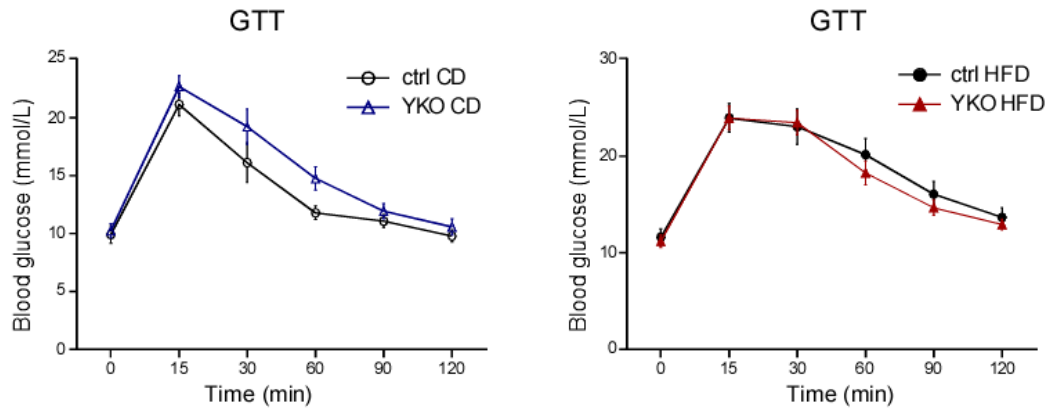 GTT
25
20
15
10
5
0
Blood glucose (mmol/L)
ctrl CD
YKO CD
0 15 30 60 90 120
Time (min)
GTT
30
20
10
0
Blood glucose (mmol/L)
ctrl HFD
YKO HFD
0 15 30 60 90 120
Time (min)